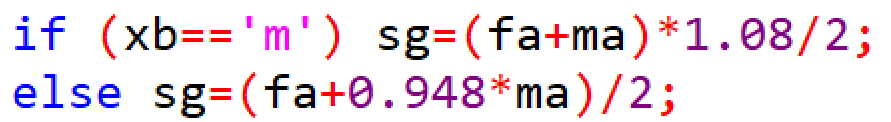 if (xb=='m') sg=(fa+ma)*1.08/2;
else sg=(fa+0.948*ma)/2;